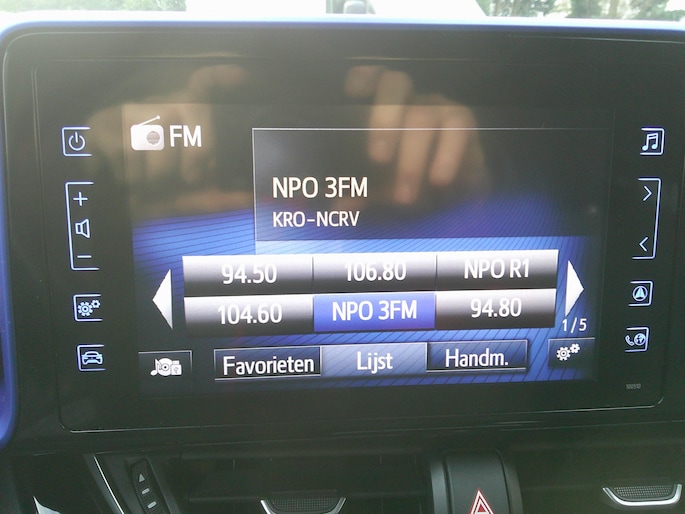 FM
NPO 3FM
KRO-NCRV
94.50 106.80 NPO R1
104.60 NPO 3FM 94.80
1/5
Favorieten Lijst Handm.